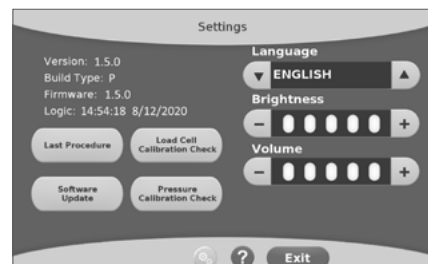 Settings
Version: 1.5.0
Build Type: P
Firmware: 1.5.0
Logic: 14:54:18 8/12/2020
Last Procedure
Load Cell
Calibration Check
Software
Update
Pressure
Calibration Check
Language
▼ ENGLISH ▲
Brightness
− +
Volume
− +
? Exit